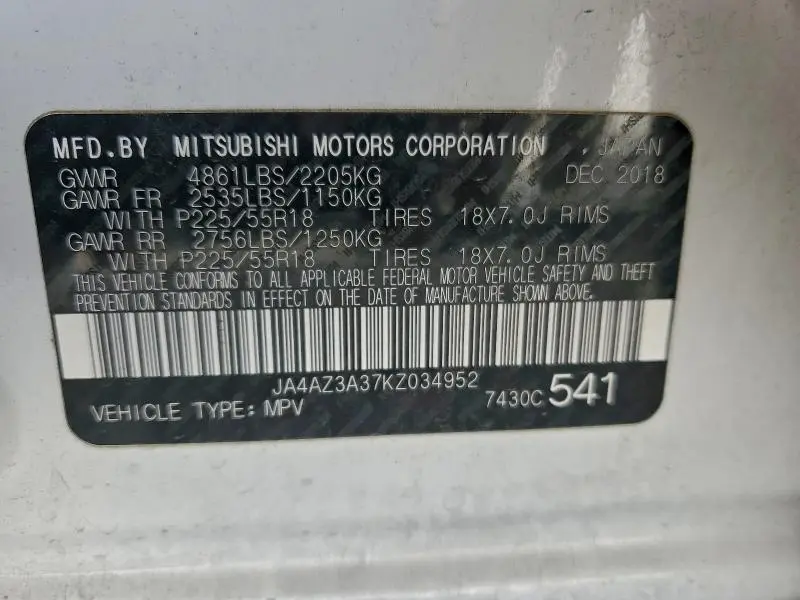 MFD.BY MITSUBISHI MOTORS CORPORATION JAPAN
GVWR 4861LBS/2205KG DEC 2018
GAWR FR 2535LBS/1150KG
WITH P225/55R18 TIRES 18X7.0J RIMS
GAWR RR 2756LBS/1250KG
WITH P225/55R18 TIRES 18X7.0J RIMS
THIS VEHICLE CONFORMS TO ALL APPLICABLE FEDERAL MOTOR VEHICLE SAFETY AND THEFT
PREVENTION STANDARDS IN EFFECT ON THE DATE OF MANUFACTURE SHOWN ABOVE.
JA4AZ3A37KZ034952
VEHICLE TYPE: MPV 7430C 541